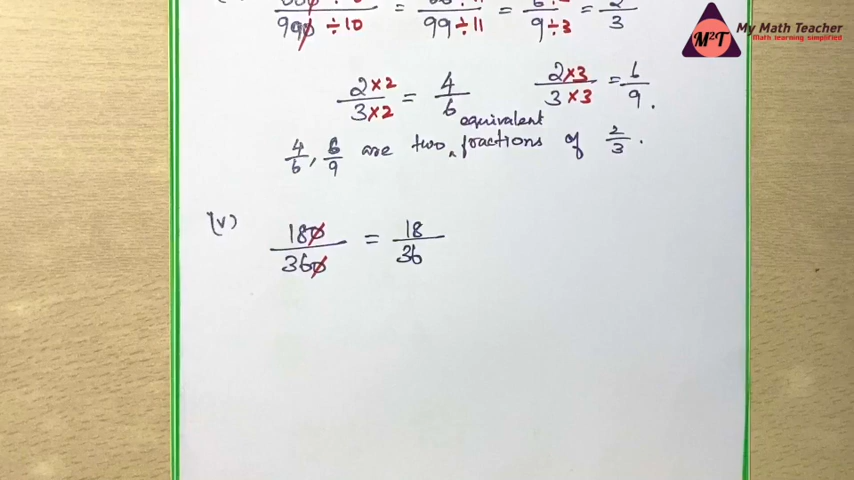 990 ÷10 = 99 ÷11 = 9 ÷3 = 2/3
M²T My Math Teacher
Math learning simplified
2 ×2 / 3 ×2 = 4/6 2 ×3 / 3 ×3 = 6/9 .
equivalent
4/6 , 6/9 are two ‸ fractions of 2/3 .
(V) 180/360 = 18/36